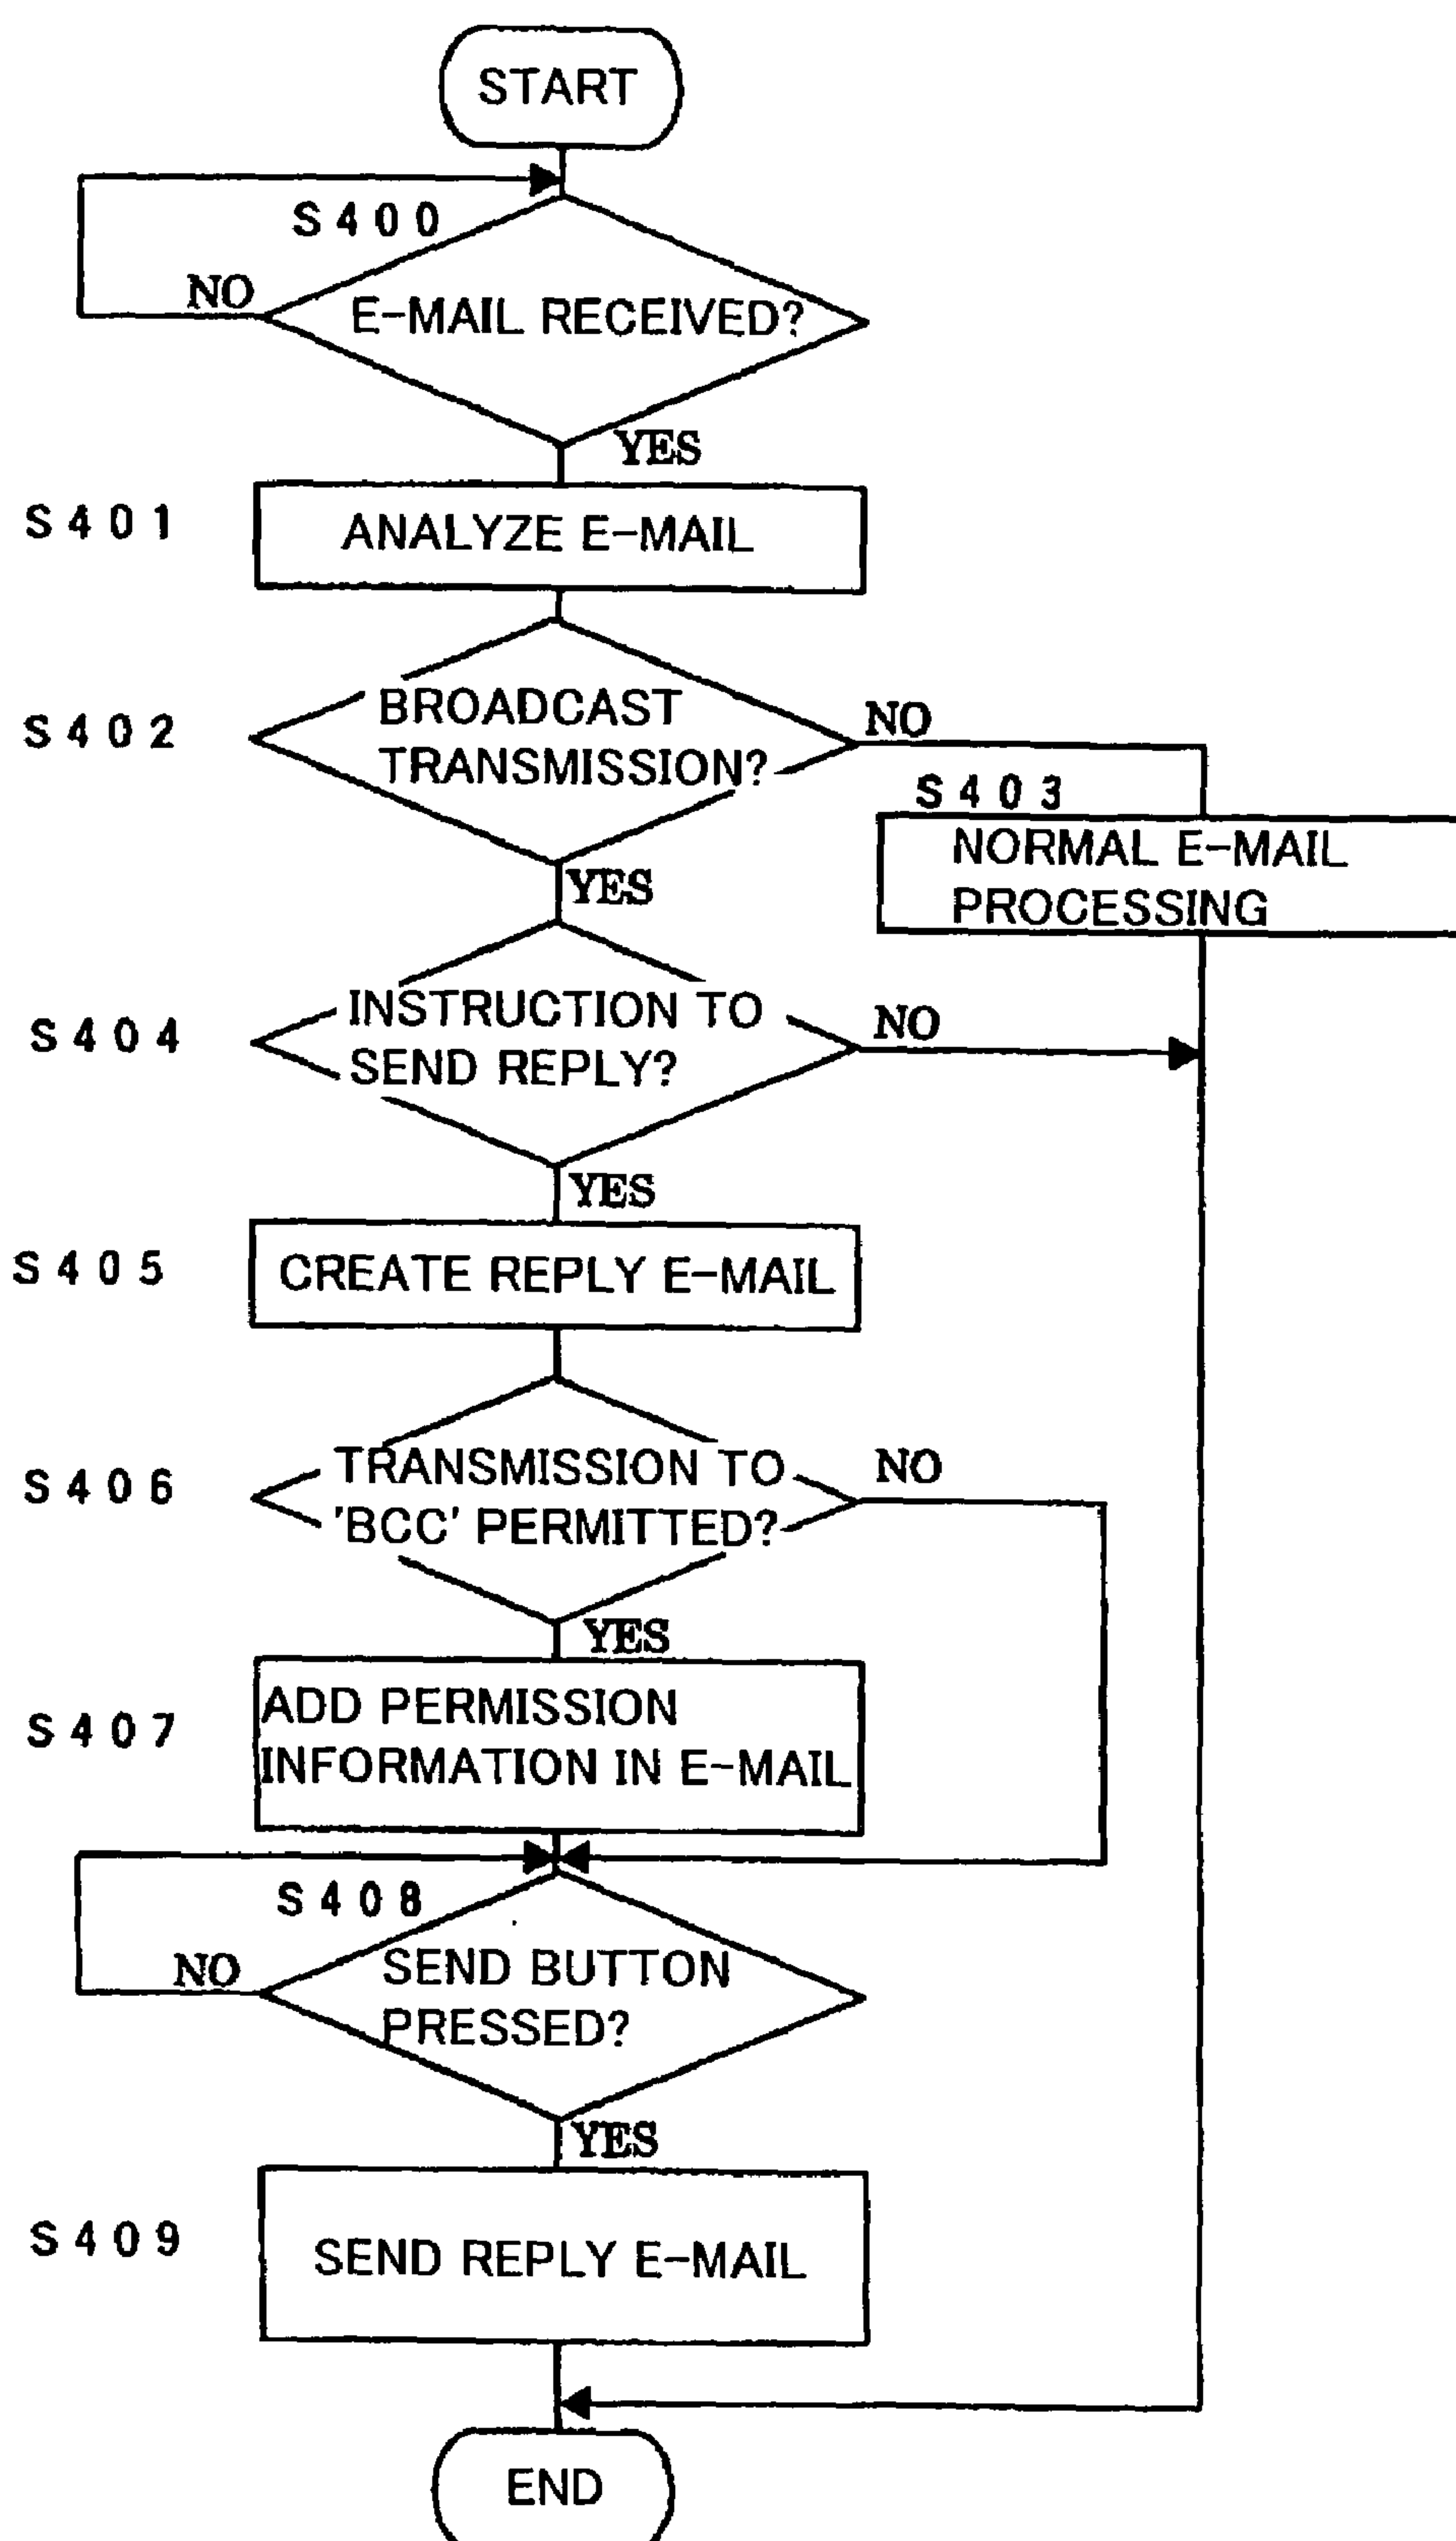 START
S400
NO
E-MAIL RECEIVED?
YES
S401
ANALYZE E-MAIL
S402
BROADCAST
TRANSMISSION?
NO
S403
NORMAL E-MAIL
PROCESSING
YES
S404
INSTRUCTION TO
SEND REPLY?
NO
YES
S405
CREATE REPLY E-MAIL
S406
TRANSMISSION TO
'BCC' PERMITTED?
NO
YES
S407
ADD PERMISSION
INFORMATION IN E-MAIL
S408
NO
SEND BUTTON
PRESSED?
YES
S409
SEND REPLY E-MAIL
END